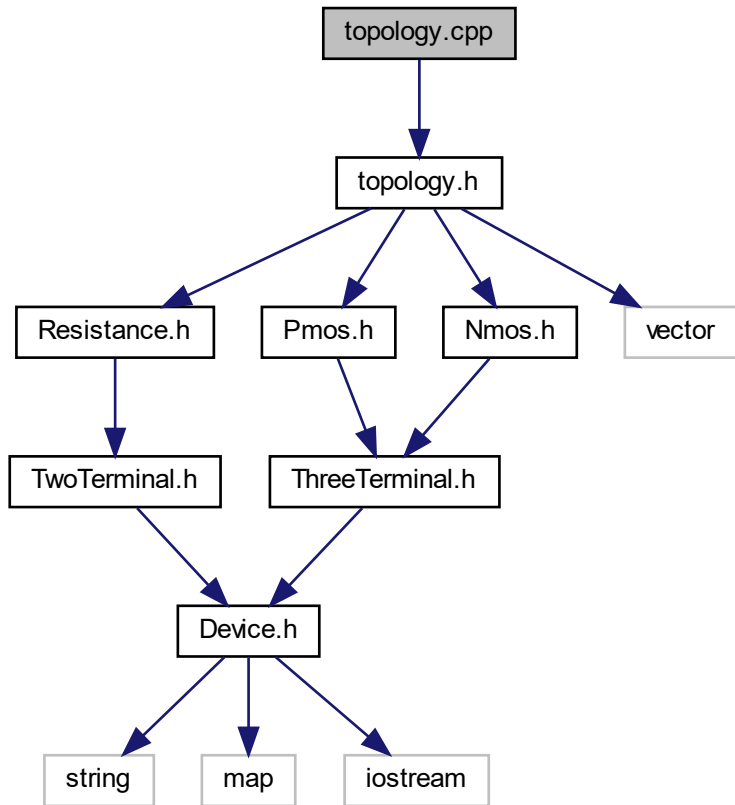 topology.cpp
topology.h
Resistance.h
Pmos.h
Nmos.h
vector
TwoTerminal.h
ThreeTerminal.h
Device.h
string
map
iostream